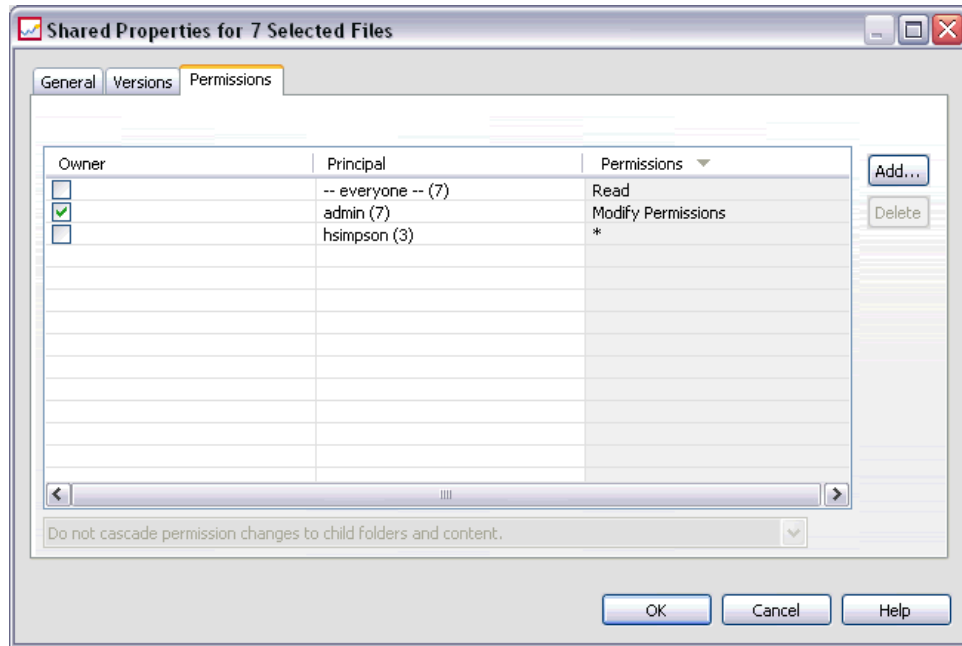 Shared Properties for 7 Selected Files
General Versions Permissions
Owner Principal Permissions
-- everyone -- (7) Read
admin (7) Modify Permissions
hsimpson (3) *
Add...
Delete
Do not cascade permission changes to child folders and content.
OK Cancel Help